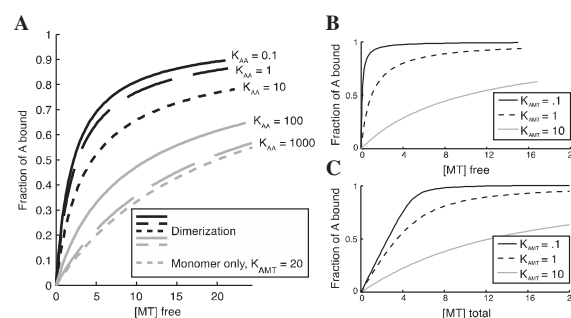 A
Fraction of A bound
1
0.9
0.8
0.7
0.6
0.5
0.4
0.3
0.2
0.1
0
K_AA = 0.1
K_AA = 1
K_AA = 10
K_AA = 100
K_AA = 1000
Dimerization
Monomer only, K_AMT = 20
0 5 10 15 20
[MT] free
B
Fraction of A bound
1
0.5
0
K_AMT = .1
K_AMT = 1
K_AMT = 10
0 4 8 12 16 2
[MT] free
C
Fraction of A bound
1
0.5
0
K_AMT = .1
K_AMT = 1
K_AMT = 10
0 4 8 12 16 2
[MT] total